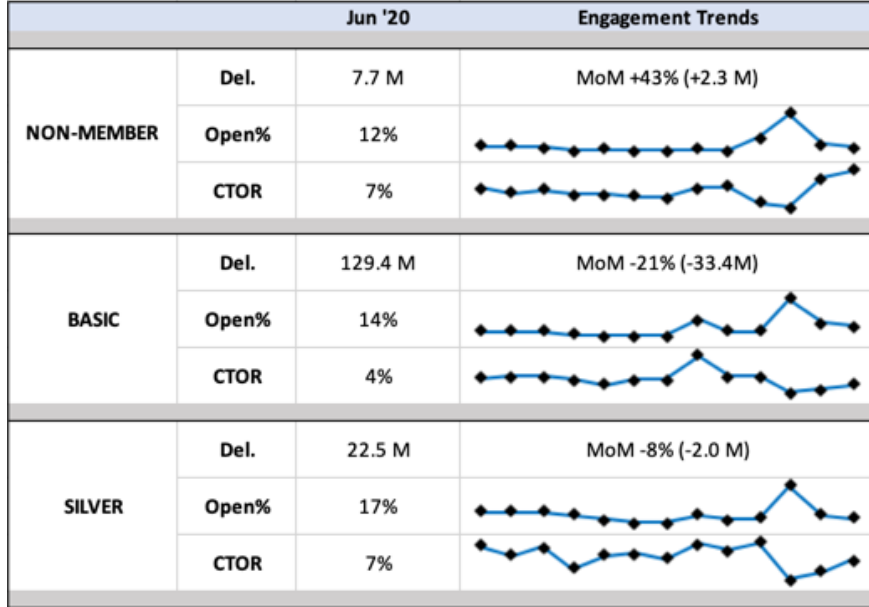 Jun '20 Engagement Trends
Del. 7.7 M MoM +43% (+2.3 M)
NON-MEMBER Open% 12%
CTOR 7%
Del. 129.4 M MoM -21% (-33.4M)
BASIC Open% 14%
CTOR 4%
Del. 22.5 M MoM -8% (-2.0 M)
SILVER Open% 17%
CTOR 7%